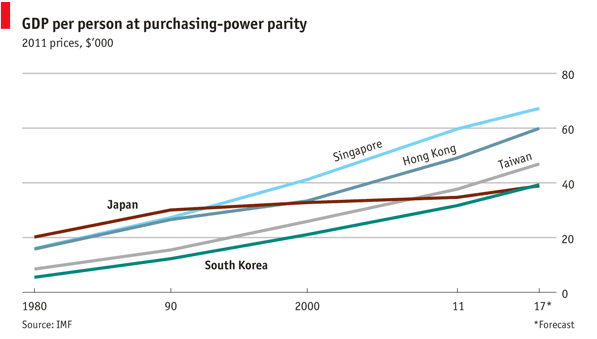 GDP per person at purchasing-power parity
2011 prices, $'000
80
Singapore
60
Hong Kong
Taiwan
Japan
40
South Korea
20
0
1980
90
2000
11
17*
Source: IMF
*Forecast